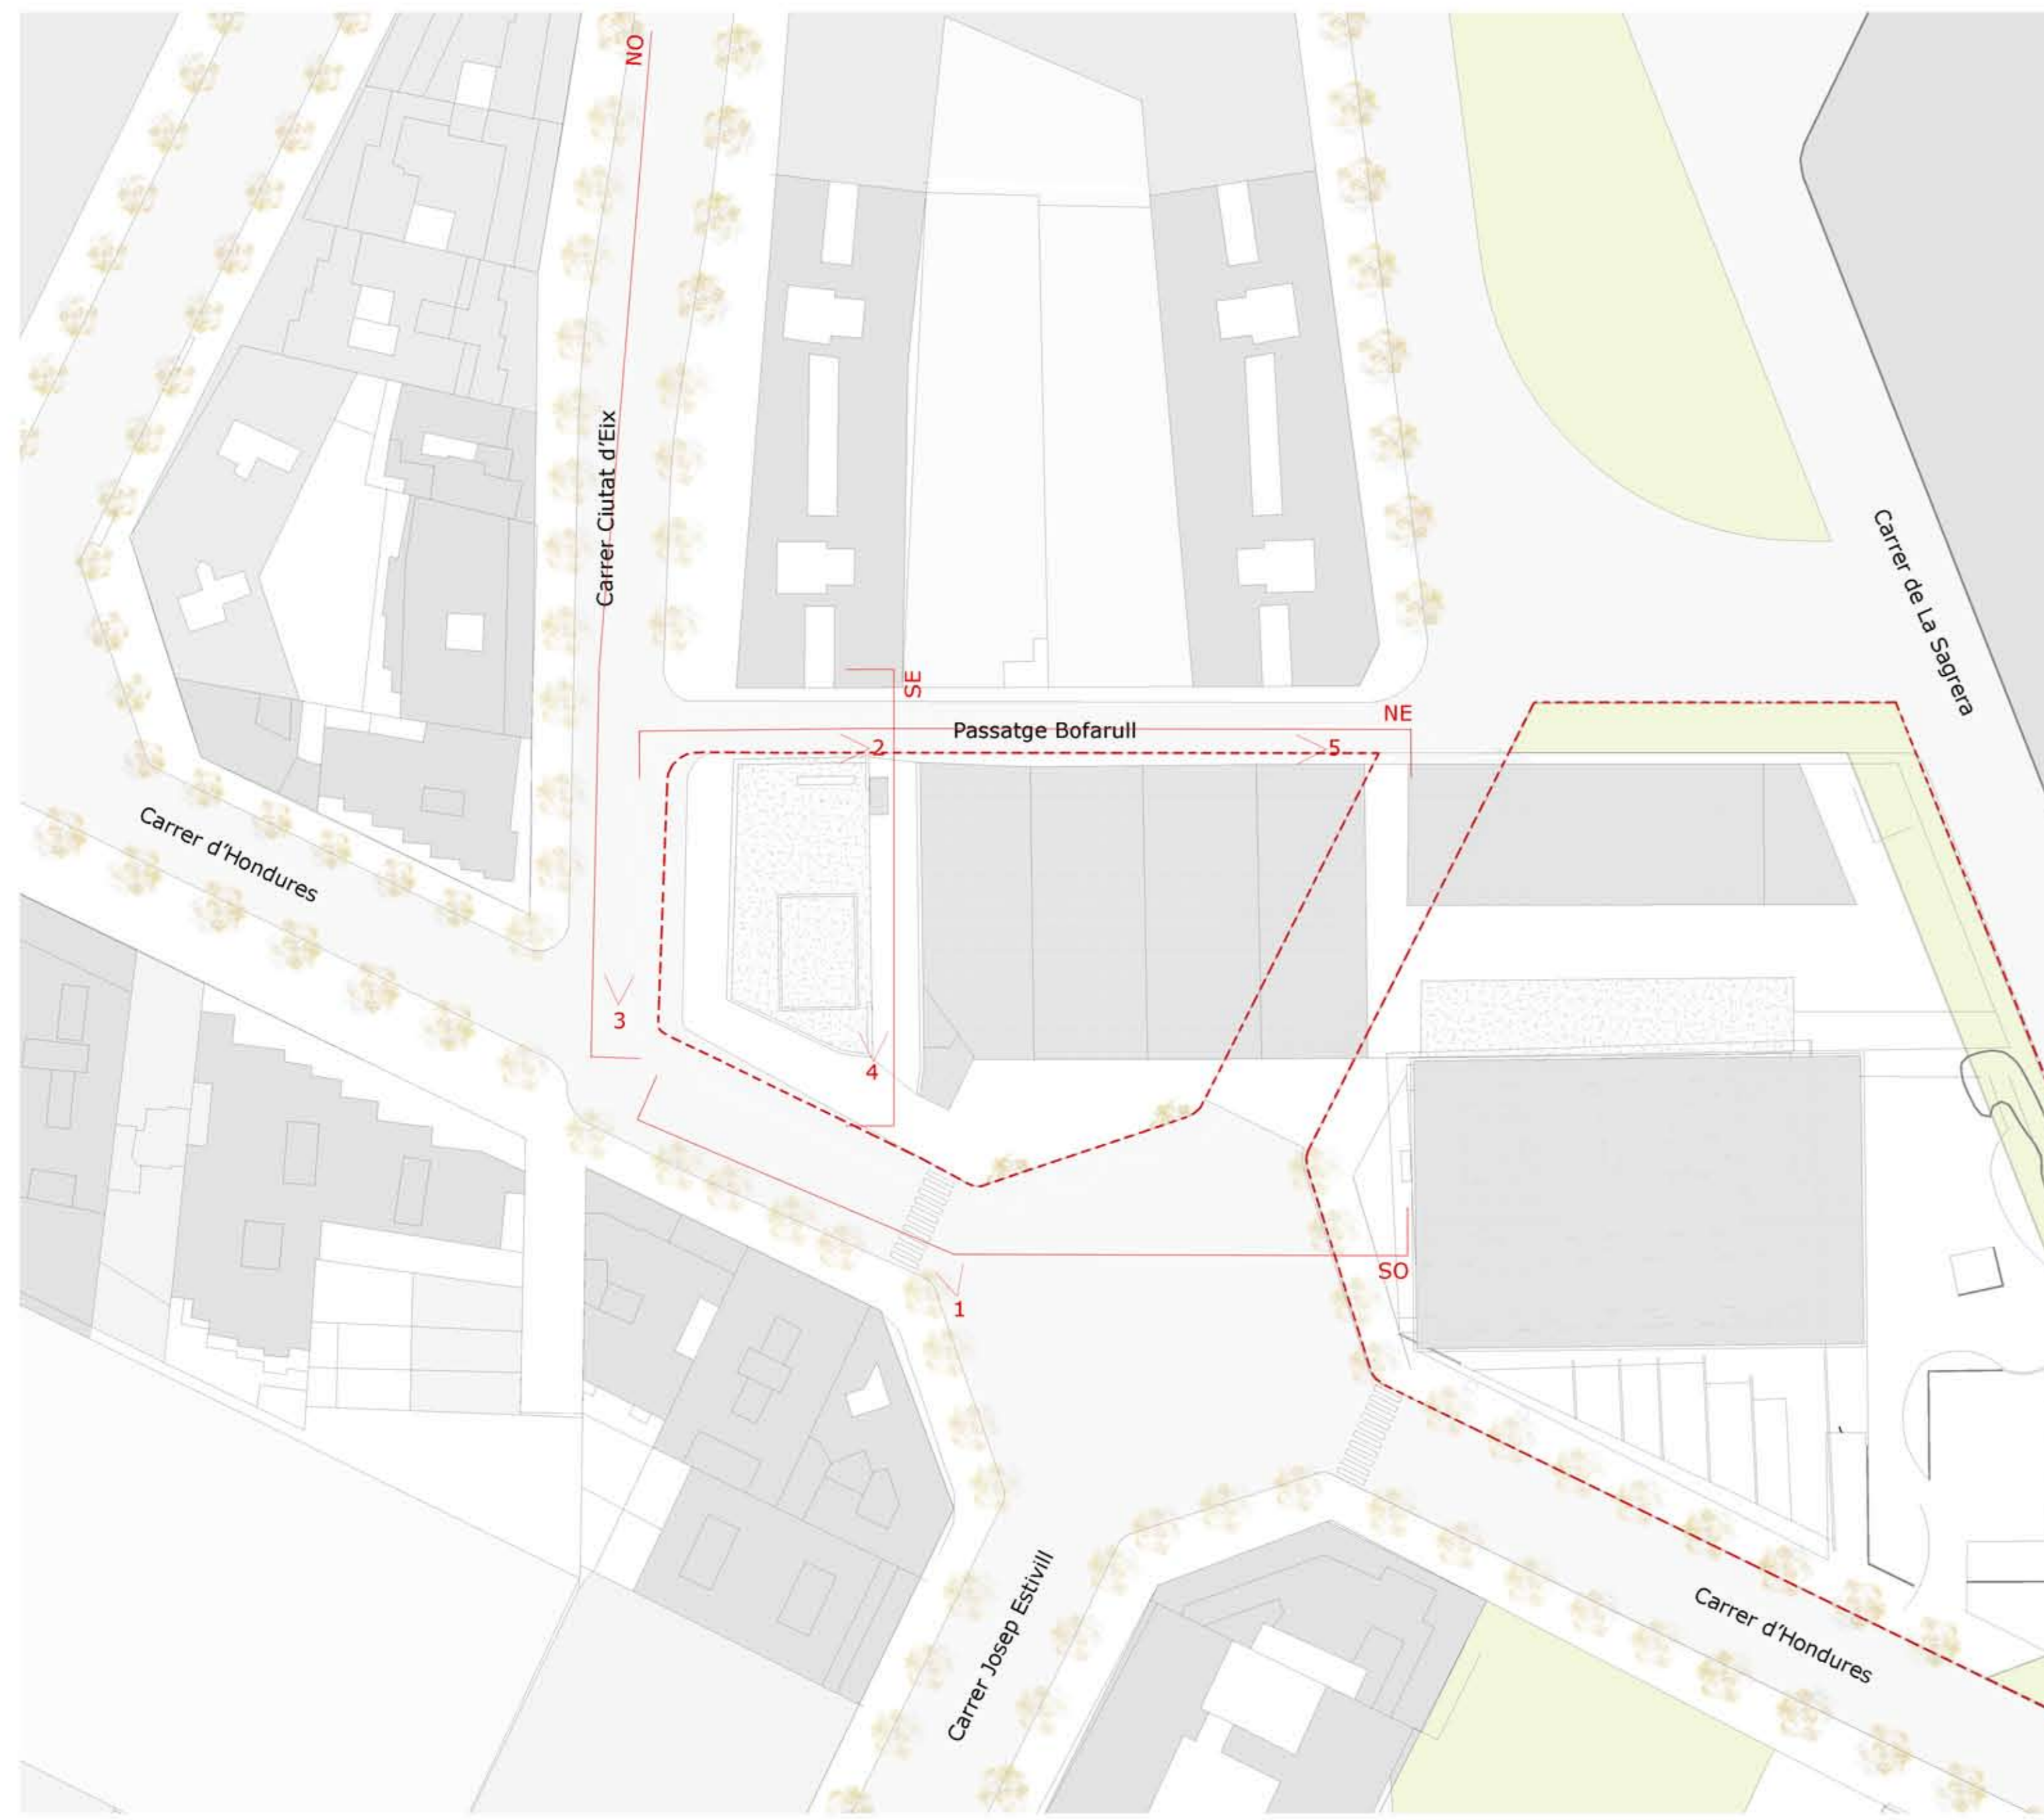 NO
Carrer Ciutat d'Eix
Carrer de La Sagrera
SE
NE
Passatge Bofarull
2
5
Carrer d'Hondures
3
4
SO
1
Carrer Josep Estivill
Carrer d'Hondures